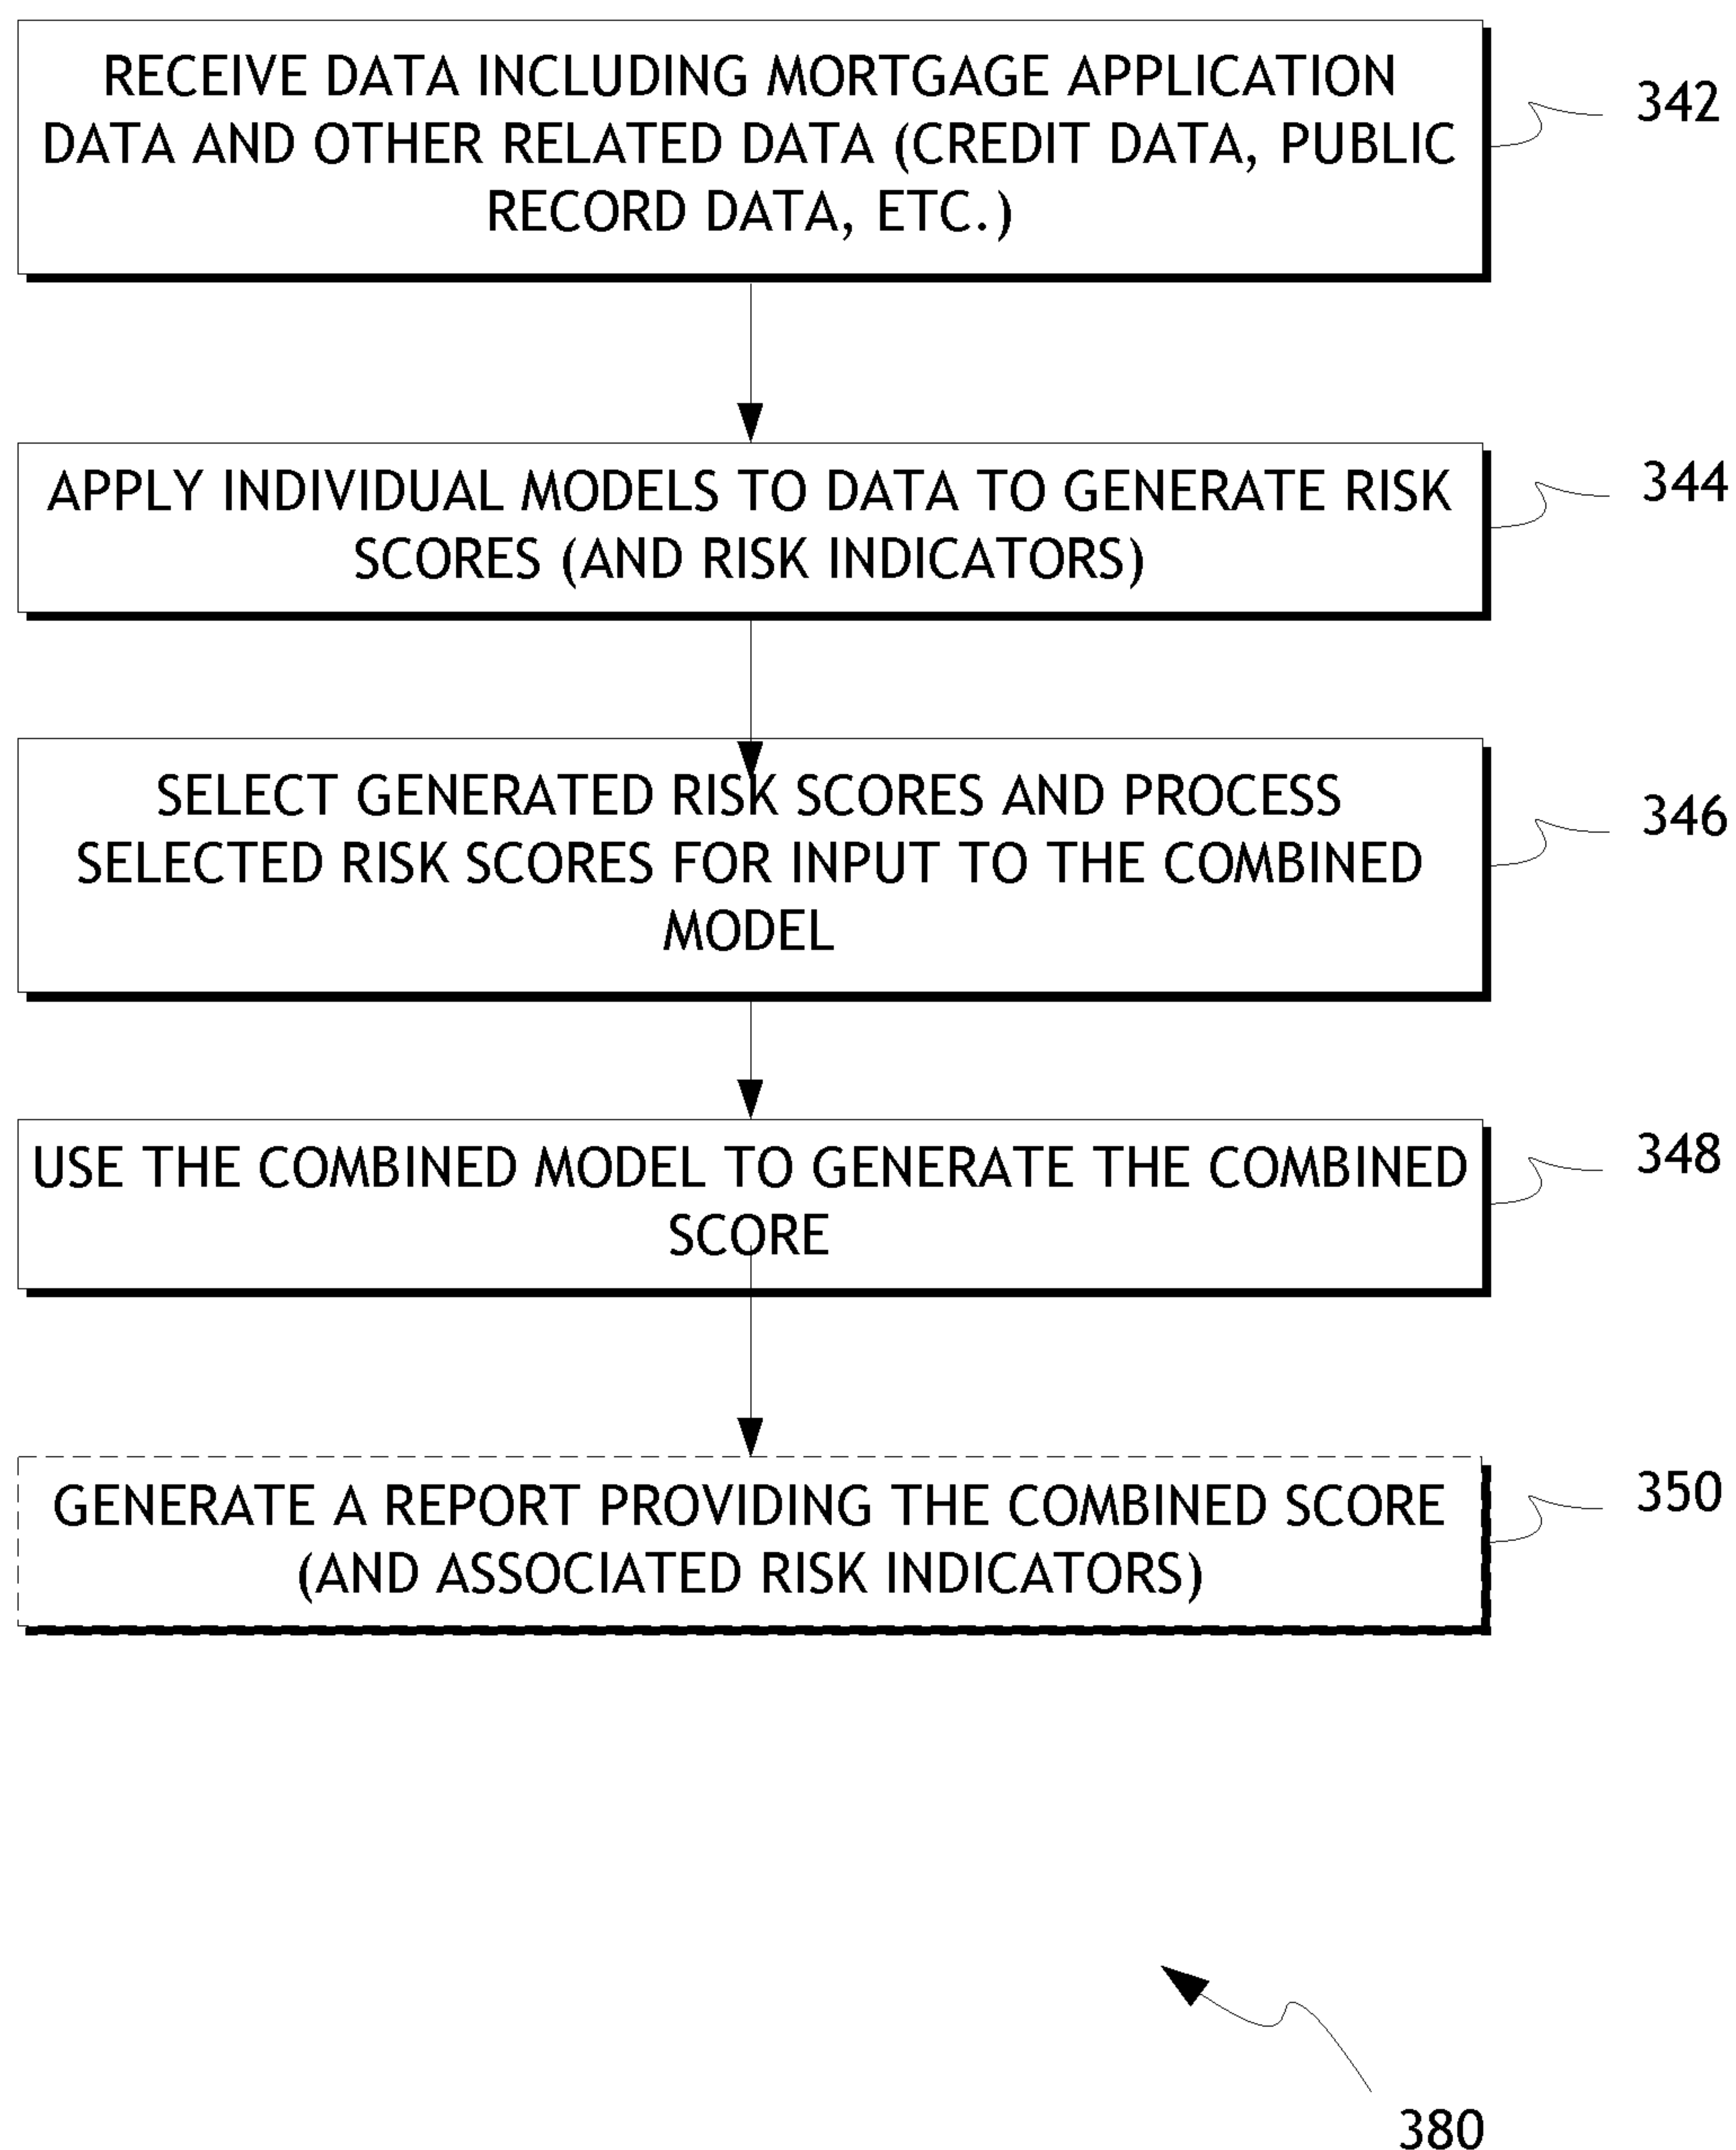 RECEIVE DATA INCLUDING MORTGAGE APPLICATION
DATA AND OTHER RELATED DATA (CREDIT DATA, PUBLIC
RECORD DATA, ETC.)
342
APPLY INDIVIDUAL MODELS TO DATA TO GENERATE RISK
SCORES (AND RISK INDICATORS)
344
SELECT GENERATED RISK SCORES AND PROCESS
SELECTED RISK SCORES FOR INPUT TO THE COMBINED
MODEL
346
USE THE COMBINED MODEL TO GENERATE THE COMBINED
SCORE
348
GENERATE A REPORT PROVIDING THE COMBINED SCORE
(AND ASSOCIATED RISK INDICATORS)
350
380